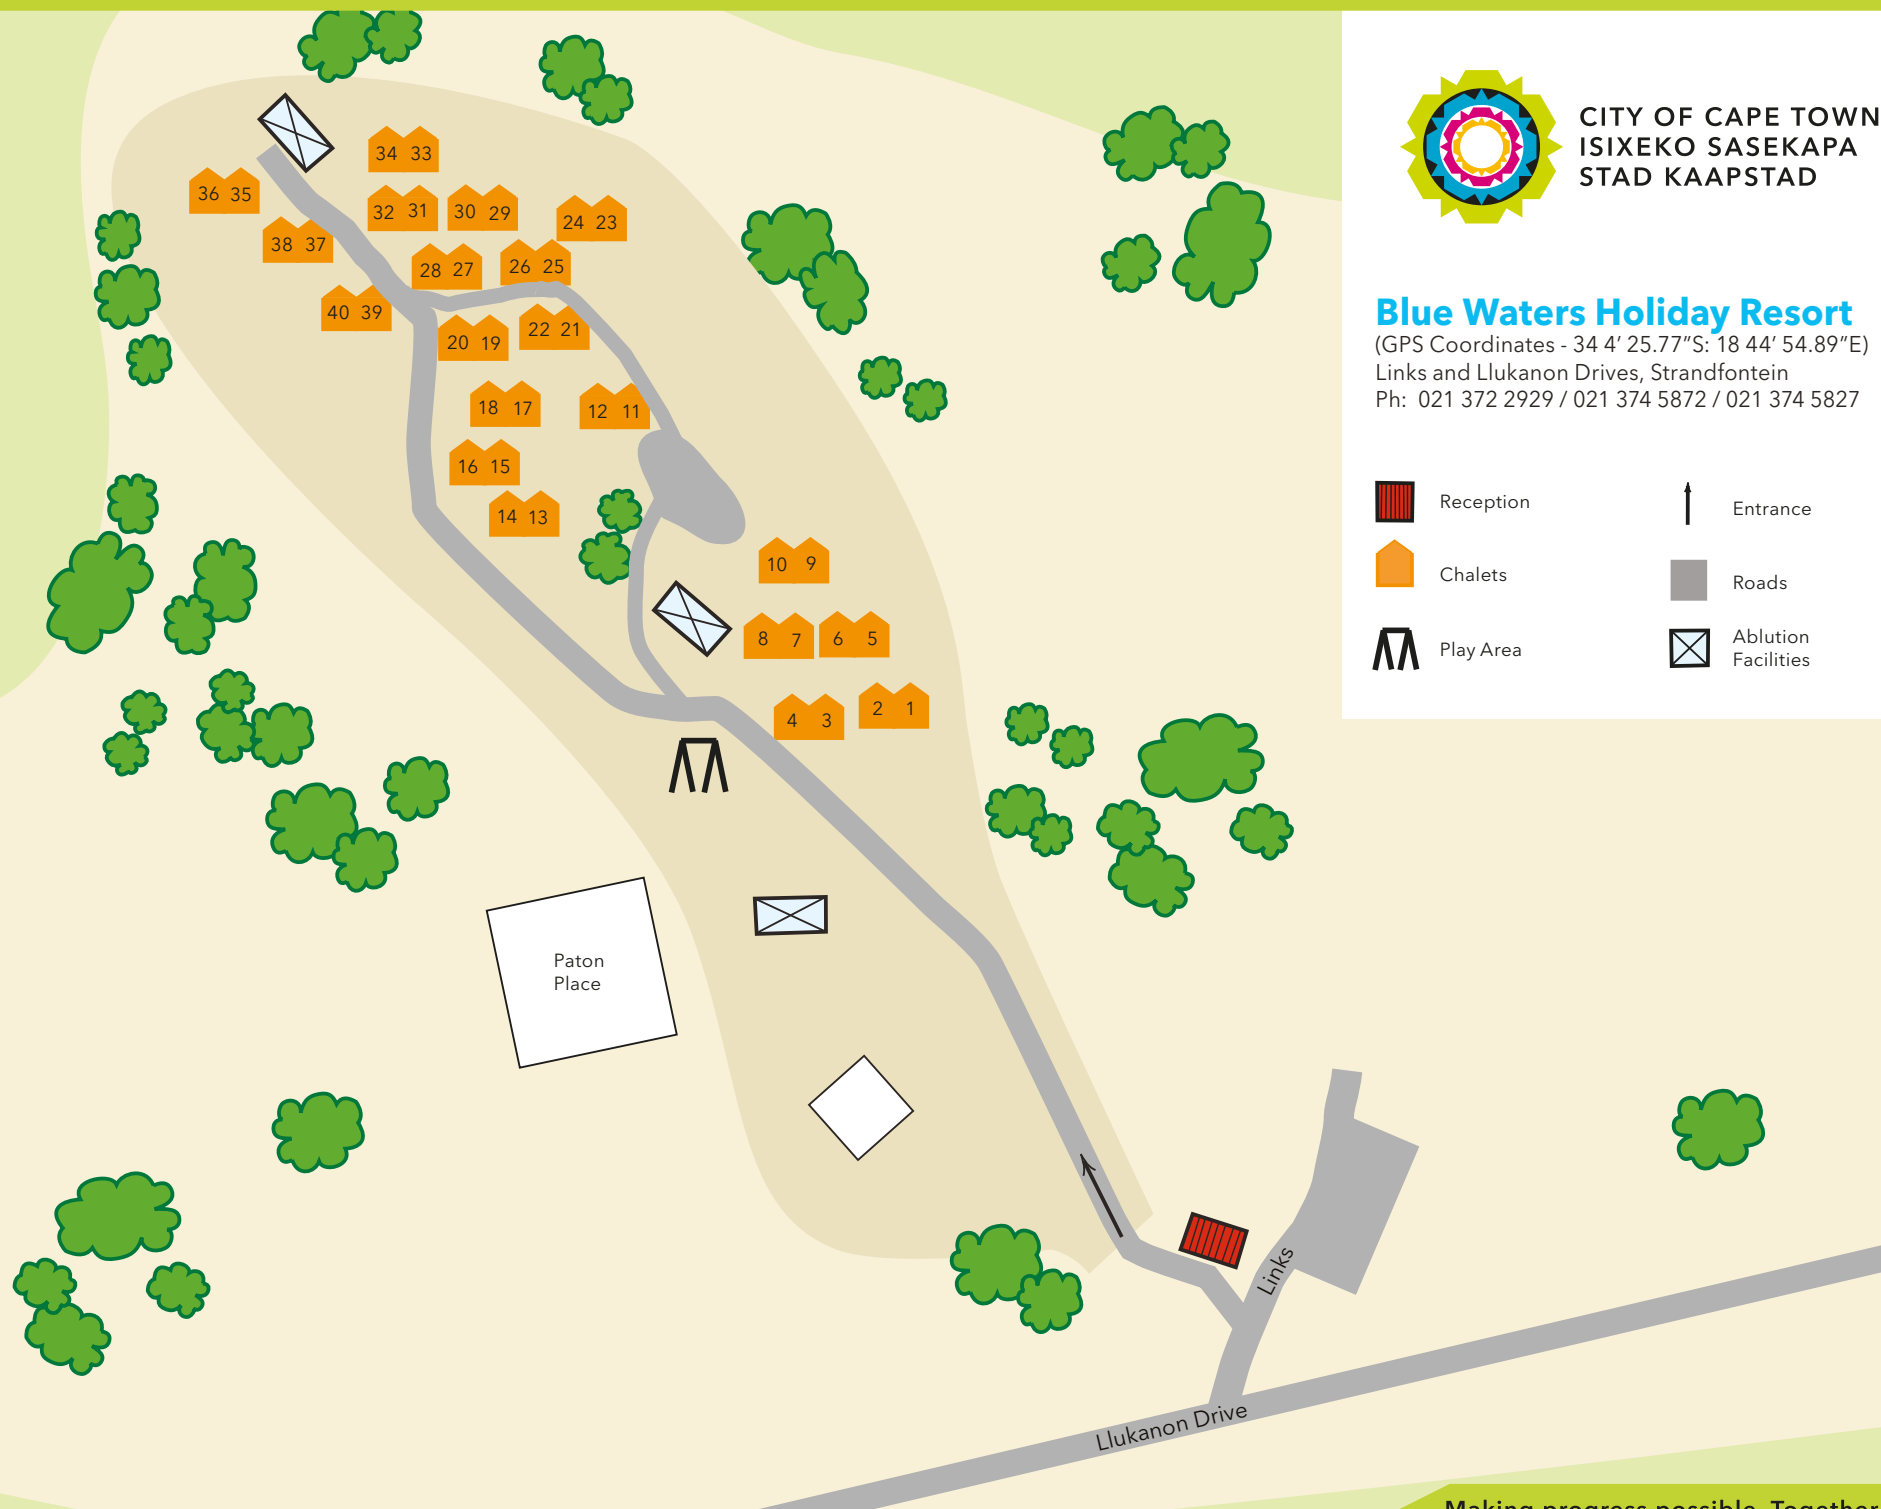 CITY OF CAPE TOWN
ISIXEKO SASEKAPA
STAD KAAPSTAD
Blue Waters Holiday Resort
(GPS Coordinates - 34 4’ 25.77”S: 18 44’ 54.89”E)
Links and Llukanon Drives, Strandfontein
Ph: 021 372 2929 / 021 374 5872 / 021 374 5827
Reception
Entrance
Chalets
Roads
Play Area
Ablution
Facilities
34 33
36 35
32 31
30 29
24 23
38 37
28 27
26 25
40 39
20 19
22 21
18 17
12 11
16 15
14 13
10 9
8 7
6 5
4 3
2 1
Paton
Place
Links
Llukanon Drive
Making progress possible. Together